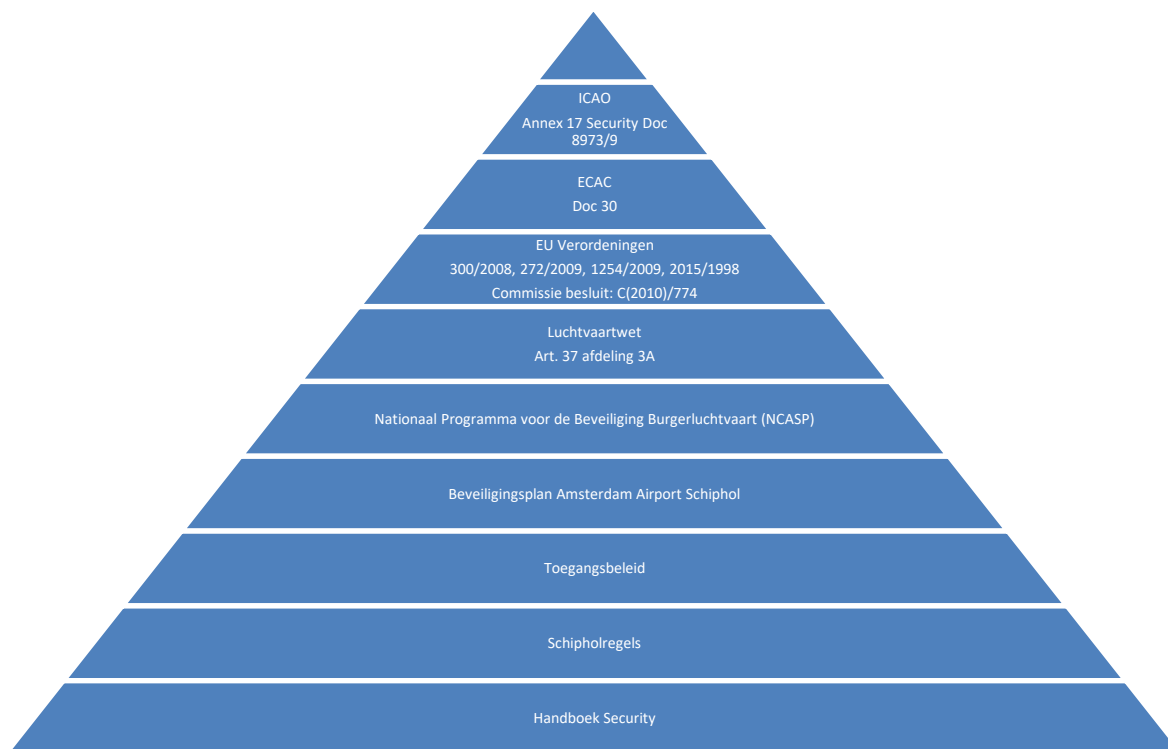 ICAO
Annex 17 Security Doc
8973/9
ECAC
Doc 30
EU Verordeningen
300/2008, 272/2009, 1254/2009, 2015/1998
Commissie besluit: C(2010)/774
Luchtvaartwet
Art. 37 afdeling 3A
Nationaal Programma voor de Beveiliging Burgerluchtvaart (NCASP)
Beveiligingsplan Amsterdam Airport Schiphol
Toegangsbeleid
Schipholregels
Handboek Security